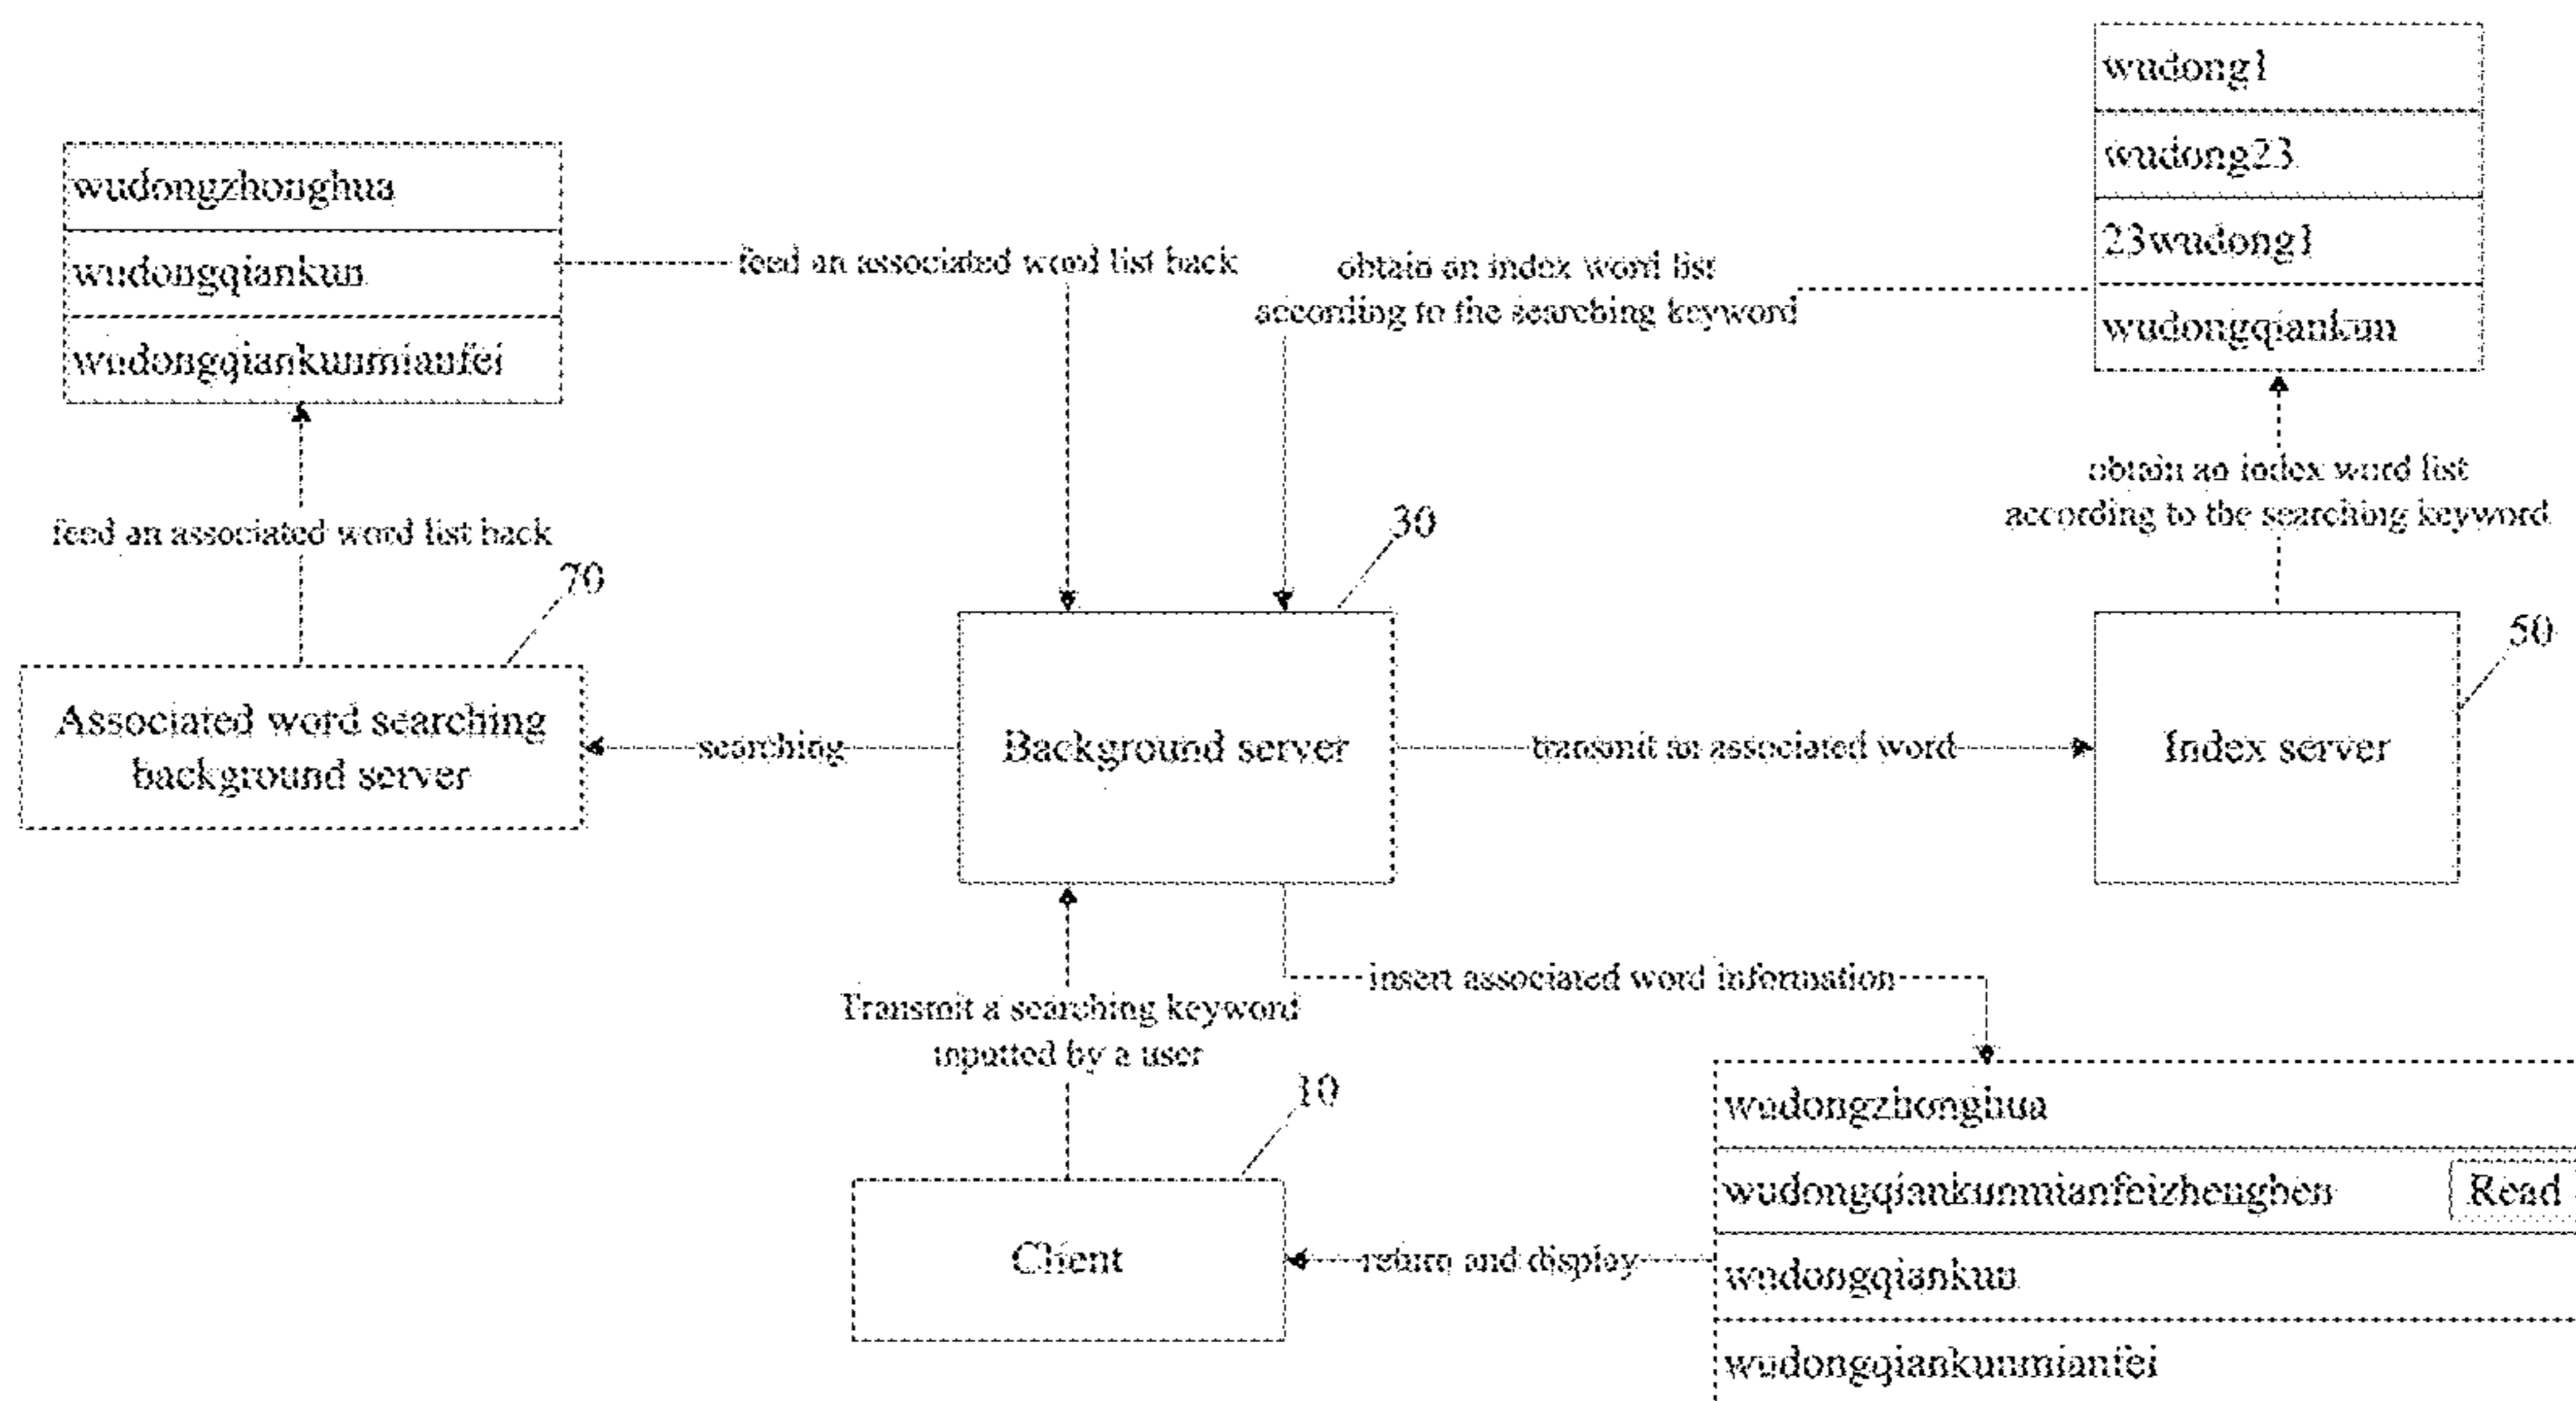 wudong1
wudong23
23wudong1
wudongqiankun
wudongzhonghua
wudongqiankun
wudongqiankunmianfei
feed an associated word list back
obtain an index word list
according to the searching keyword
obtain an index word list
according to the searching keyword
feed an associated word list back
30
70
50
Associated word searching
background server
searching
Background server
transmit an associated word
Index server
insert associated word information
Transmit a searching keyword
inputted by a user
10
wudongzhonghua
wudongqiankunmianfeizhengben
Read
Client
return and display
wudongqiankun
wudongqiankunmianfei